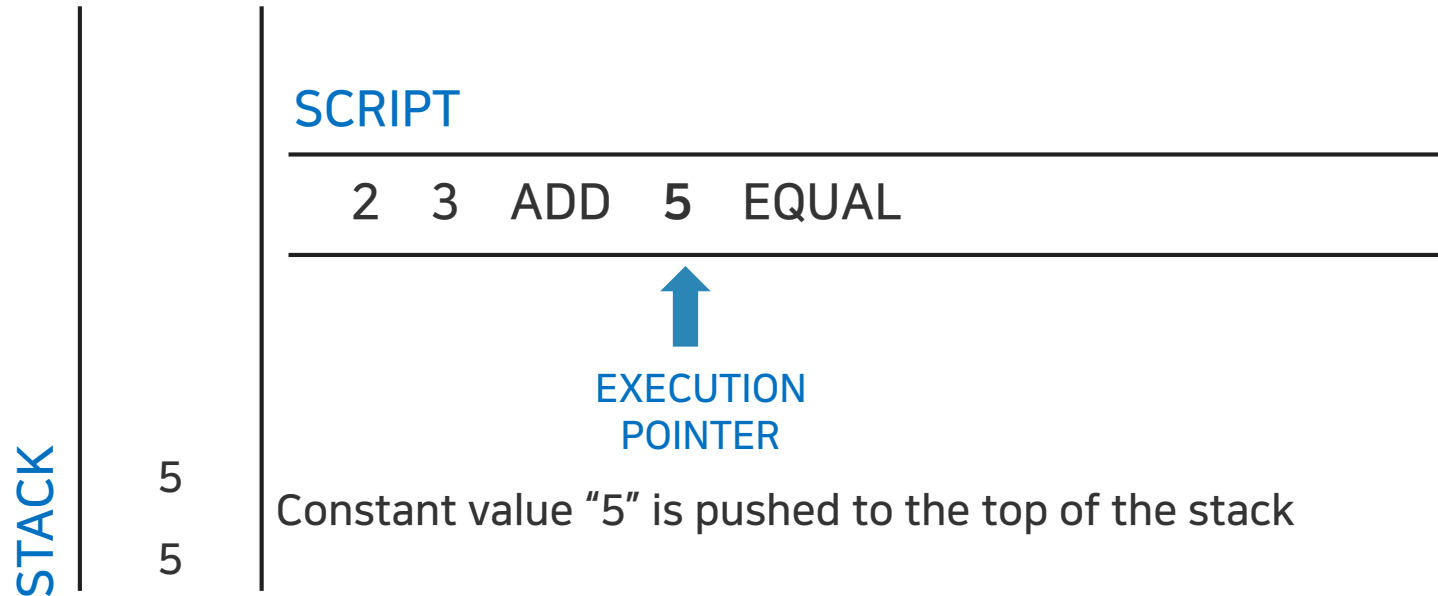 SCRIPT
2 3 ADD 5 EQUAL
EXECUTION
POINTER
STACK
5
5
Constant value “5” is pushed to the top of the stack